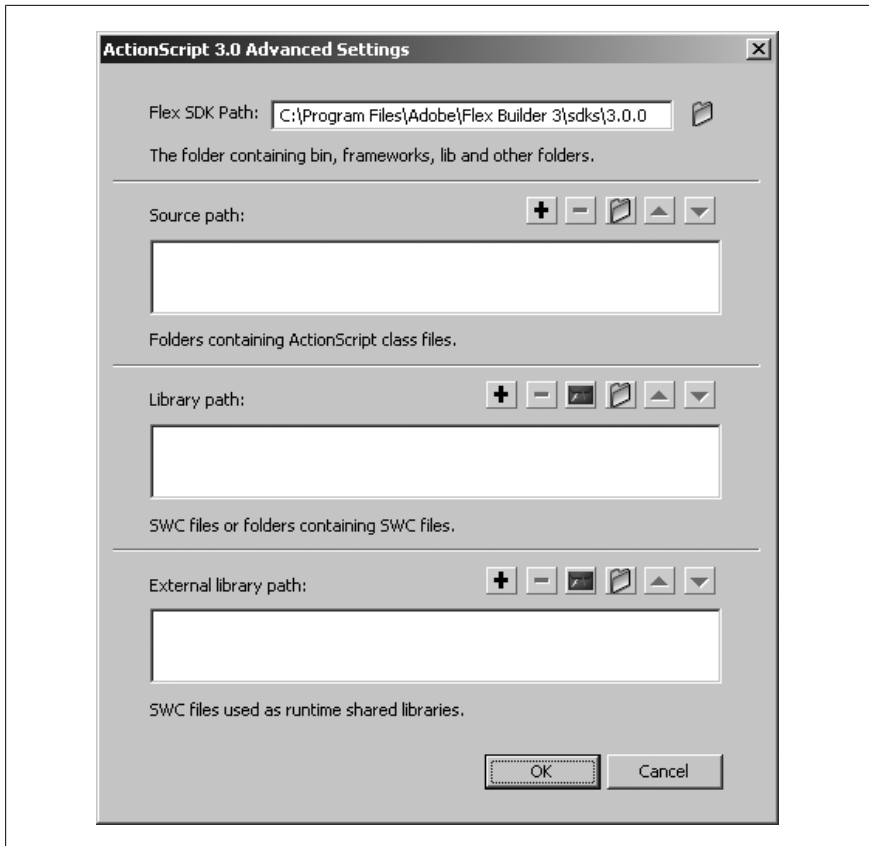 ActionScript 3.0 Advanced Settings
Flex SDK Path: C:\Program Files\Adobe\Flex Builder 3\sdks\3.0.0
The folder containing bin, frameworks, lib and other folders.
Source path:
Folders containing ActionScript class files.
Library path:
SWC files or folders containing SWC files.
External library path:
SWC files used as runtime shared libraries.
OK Cancel